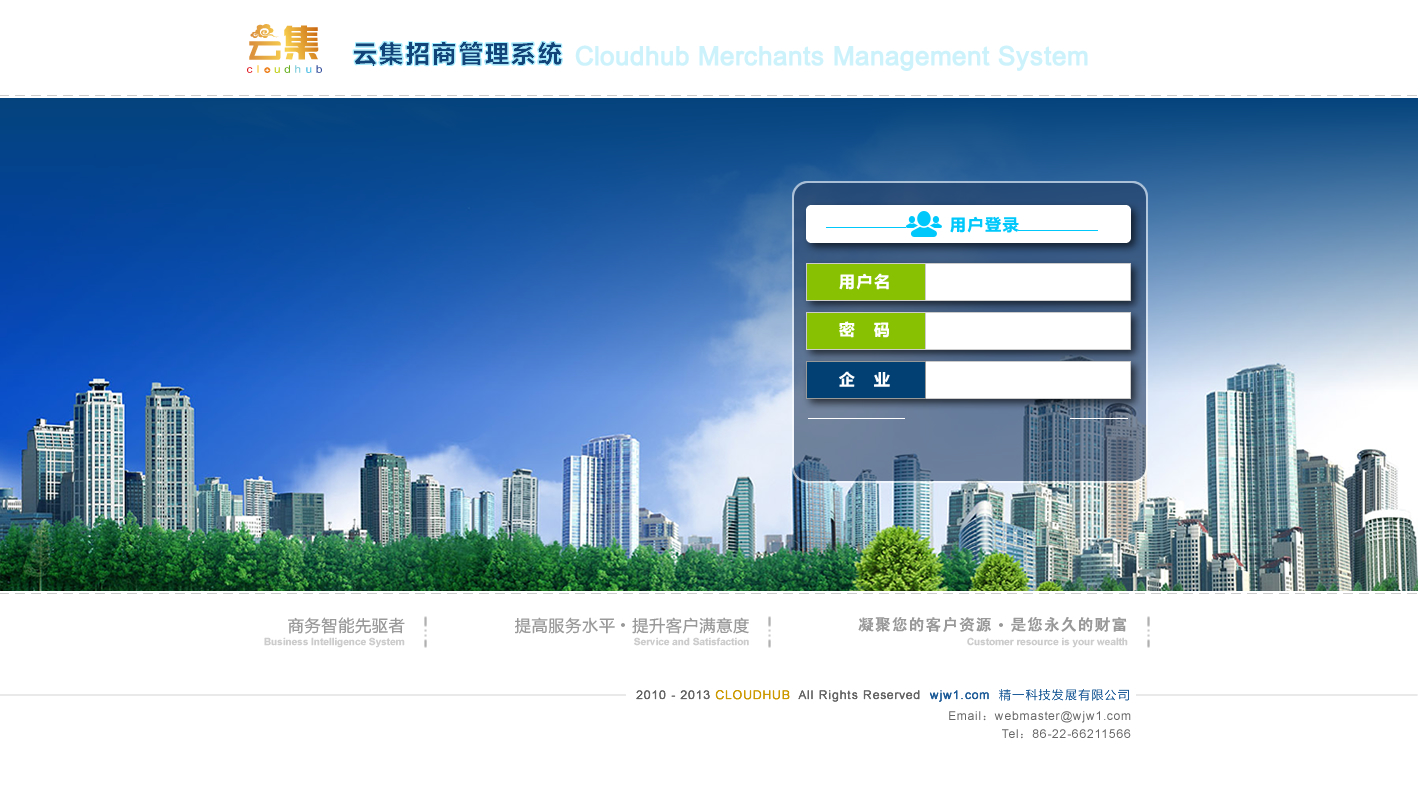 云集
cloudhub
云集招商管理系统 Cloudhub Merchants Management System
用户登录
用户名
密 码
企 业
商务智能先驱者
Business Intelligence System
提高服务水平•提升客户满意度
Service and Satisfaction
凝聚您的客户资源•是您永久的财富
Customer resource is your wealth
2010 - 2013 CLOUDHUB All Rights Reserved wjw1.com 精一科技发展有限公司
Email：webmaster@wjw1.com
Tel：86-22-66211566